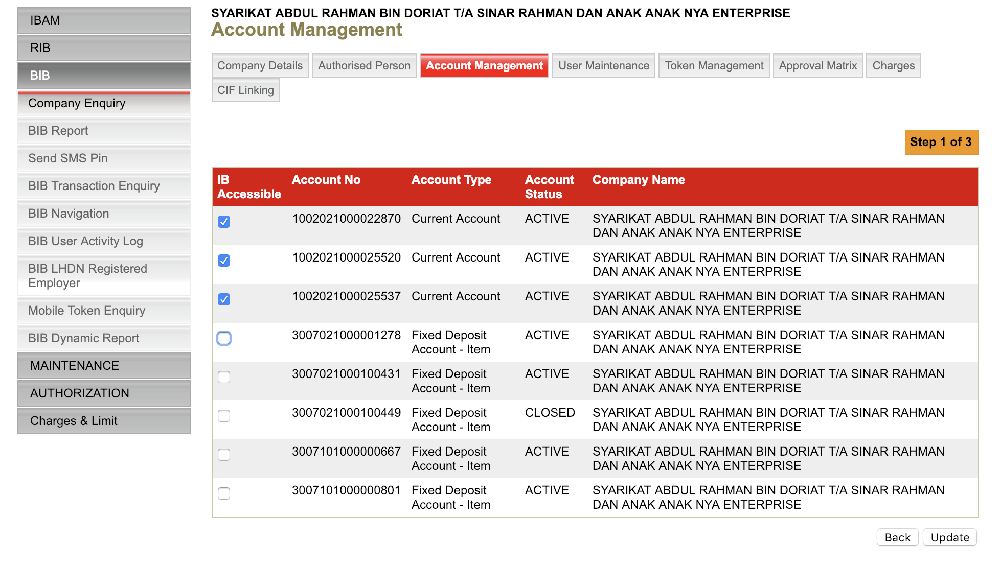 IBAM
RIB
BIB
Company Enquiry
BIB Report
Send SMS Pin
BIB Transaction Enquiry
BIB Navigation
BIB User Activity Log
BIB LHDN Registered
Employer
Mobile Token Enquiry
BIB Dynamic Report
MAINTENANCE
AUTHORIZATION
Charges & Limit
SYARIKAT ABDUL RAHMAN BIN DORIAT T/A SINAR RAHMAN DAN ANAK ANAK NYA ENTERPRISE
Account Management
Company Details Authorised Person Account Management User Maintenance Token Management Approval Matrix Charges
CIF Linking
Step 1 of 3
IB Account No Account Type Account Company Name
Accessible Status
1002021000022870 Current Account ACTIVE SYARIKAT ABDUL RAHMAN BIN DORIAT T/A SINAR RAHMAN
DAN ANAK ANAK NYA ENTERPRISE
1002021000025520 Current Account ACTIVE SYARIKAT ABDUL RAHMAN BIN DORIAT T/A SINAR RAHMAN
DAN ANAK ANAK NYA ENTERPRISE
1002021000025537 Current Account ACTIVE SYARIKAT ABDUL RAHMAN BIN DORIAT T/A SINAR RAHMAN
DAN ANAK ANAK NYA ENTERPRISE
3007021000001278 Fixed Deposit ACTIVE SYARIKAT ABDUL RAHMAN BIN DORIAT T/A SINAR RAHMAN
Account - Item DAN ANAK ANAK NYA ENTERPRISE
3007021000100431 Fixed Deposit ACTIVE SYARIKAT ABDUL RAHMAN BIN DORIAT T/A SINAR RAHMAN
Account - Item DAN ANAK ANAK NYA ENTERPRISE
3007021000100449 Fixed Deposit CLOSED SYARIKAT ABDUL RAHMAN BIN DORIAT T/A SINAR RAHMAN
Account - Item DAN ANAK ANAK NYA ENTERPRISE
3007101000000667 Fixed Deposit ACTIVE SYARIKAT ABDUL RAHMAN BIN DORIAT T/A SINAR RAHMAN
Account - Item DAN ANAK ANAK NYA ENTERPRISE
3007101000000801 Fixed Deposit ACTIVE SYARIKAT ABDUL RAHMAN BIN DORIAT T/A SINAR RAHMAN
Account - Item DAN ANAK ANAK NYA ENTERPRISE
Back Update